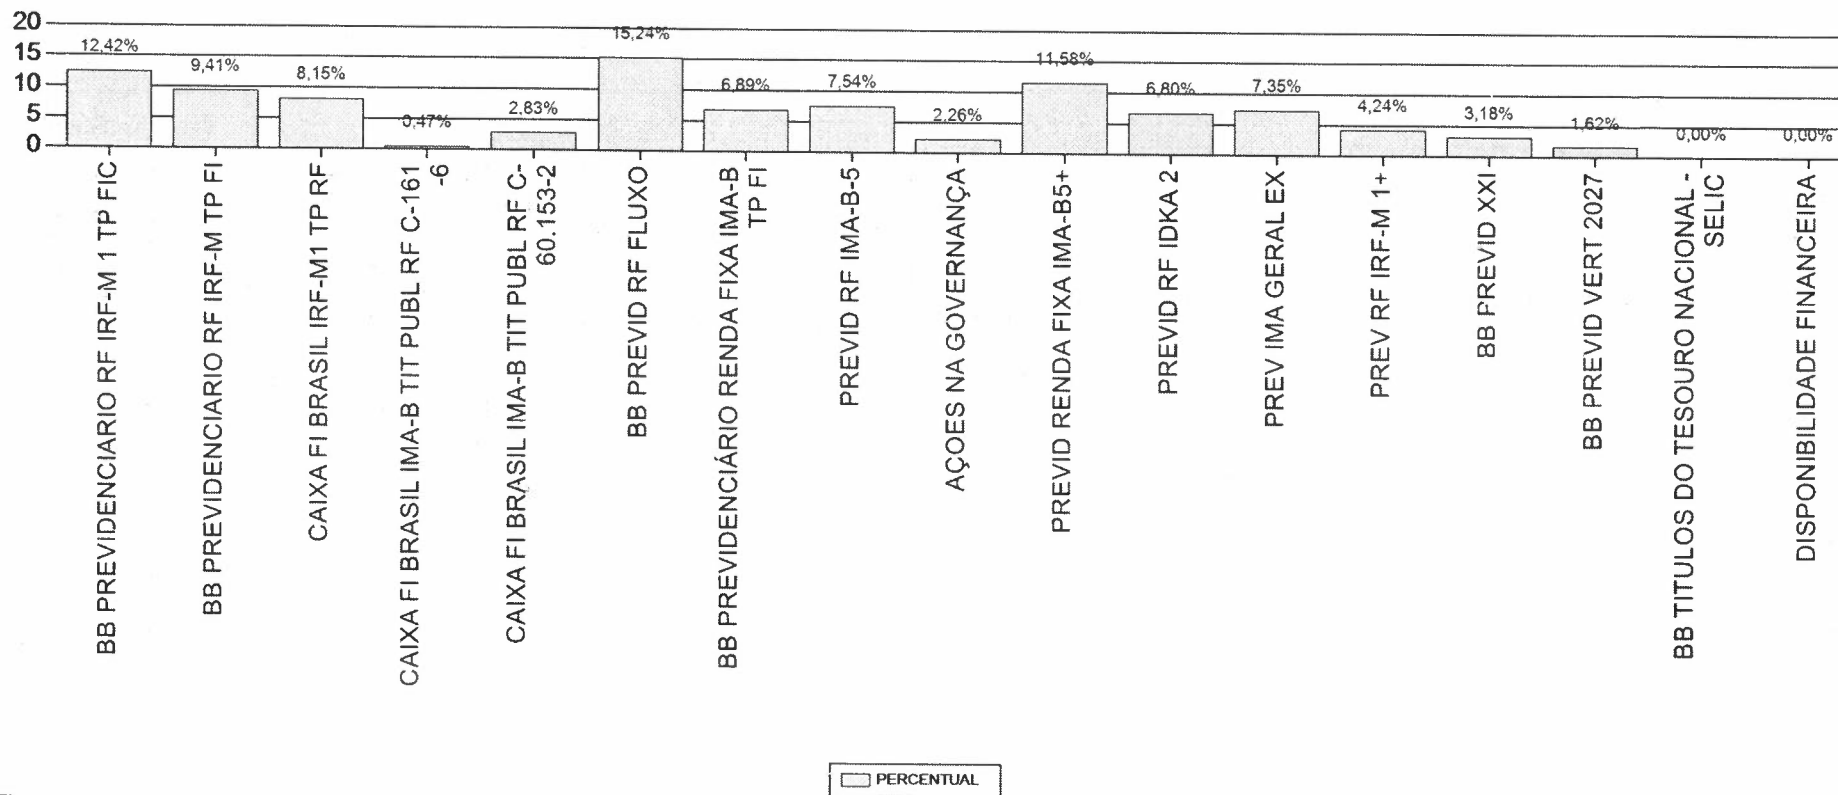 20
15
10
5
0
12,42%
9,41%
8,15%
0,47%
2,83%
15,24%
6,89%
7,54%
2,26%
11,58%
6,80%
7,35%
4,24%
3,18%
1,62%
0,00%
0,00%
BB PREVIDENCIARIO RF IRF-M 1 TP FIC
BB PREVIDENCIARIO RF IRF-M TP FI
CAIXA FI BRASIL IRF-M1 TP RF
CAIXA FI BRASIL IMA-B TIT PUBL RF C-161
-6
CAIXA FI BRASIL IMA-B TIT PUBL RF C-
60.153-2
BB PREVID RF FLUXO
BB PREVIDENCIÁRIO RENDA FIXA IMA-B
TP FI
PREVID RF IMA-B-5
AÇOES NA GOVERNANÇA
PREVID RENDA FIXA IMA-B5+
PREVID RF IDKA 2
PREV IMA GERAL EX
PREV RF IRF-M 1+
BB PREVID XXI
BB PREVID VERT 2027
BB TITULOS DO TESOURO NACIONAL -
SELIC
DISPONIBILIDADE FINANCEIRA
PERCENTUAL